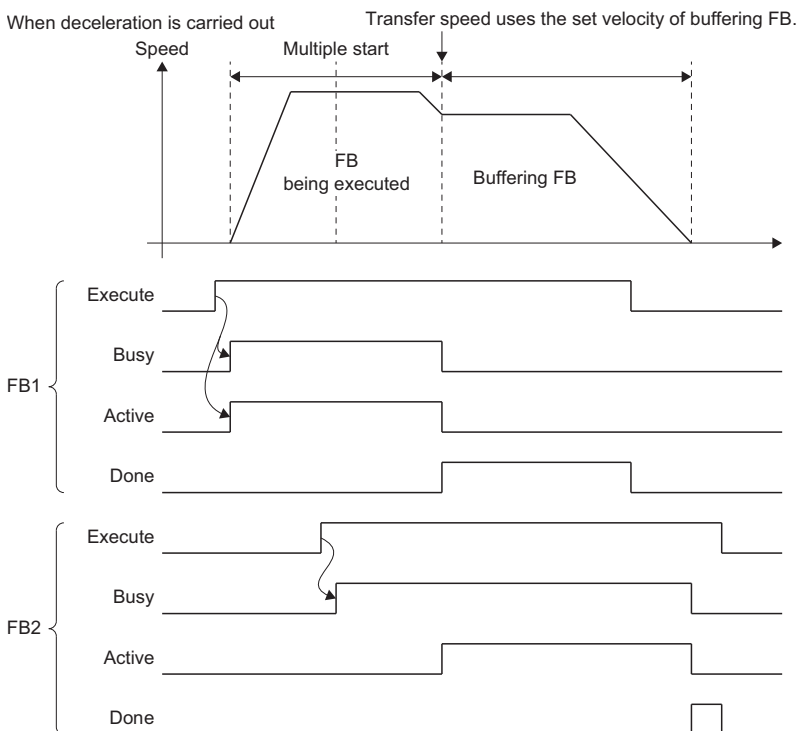 When deceleration is carried out
Transfer speed uses the set velocity of buffering FB.
Speed
Multiple start
FB
being executed
Buffering FB
FB1
Execute
Busy
Active
Done
FB2
Execute
Busy
Active
Done